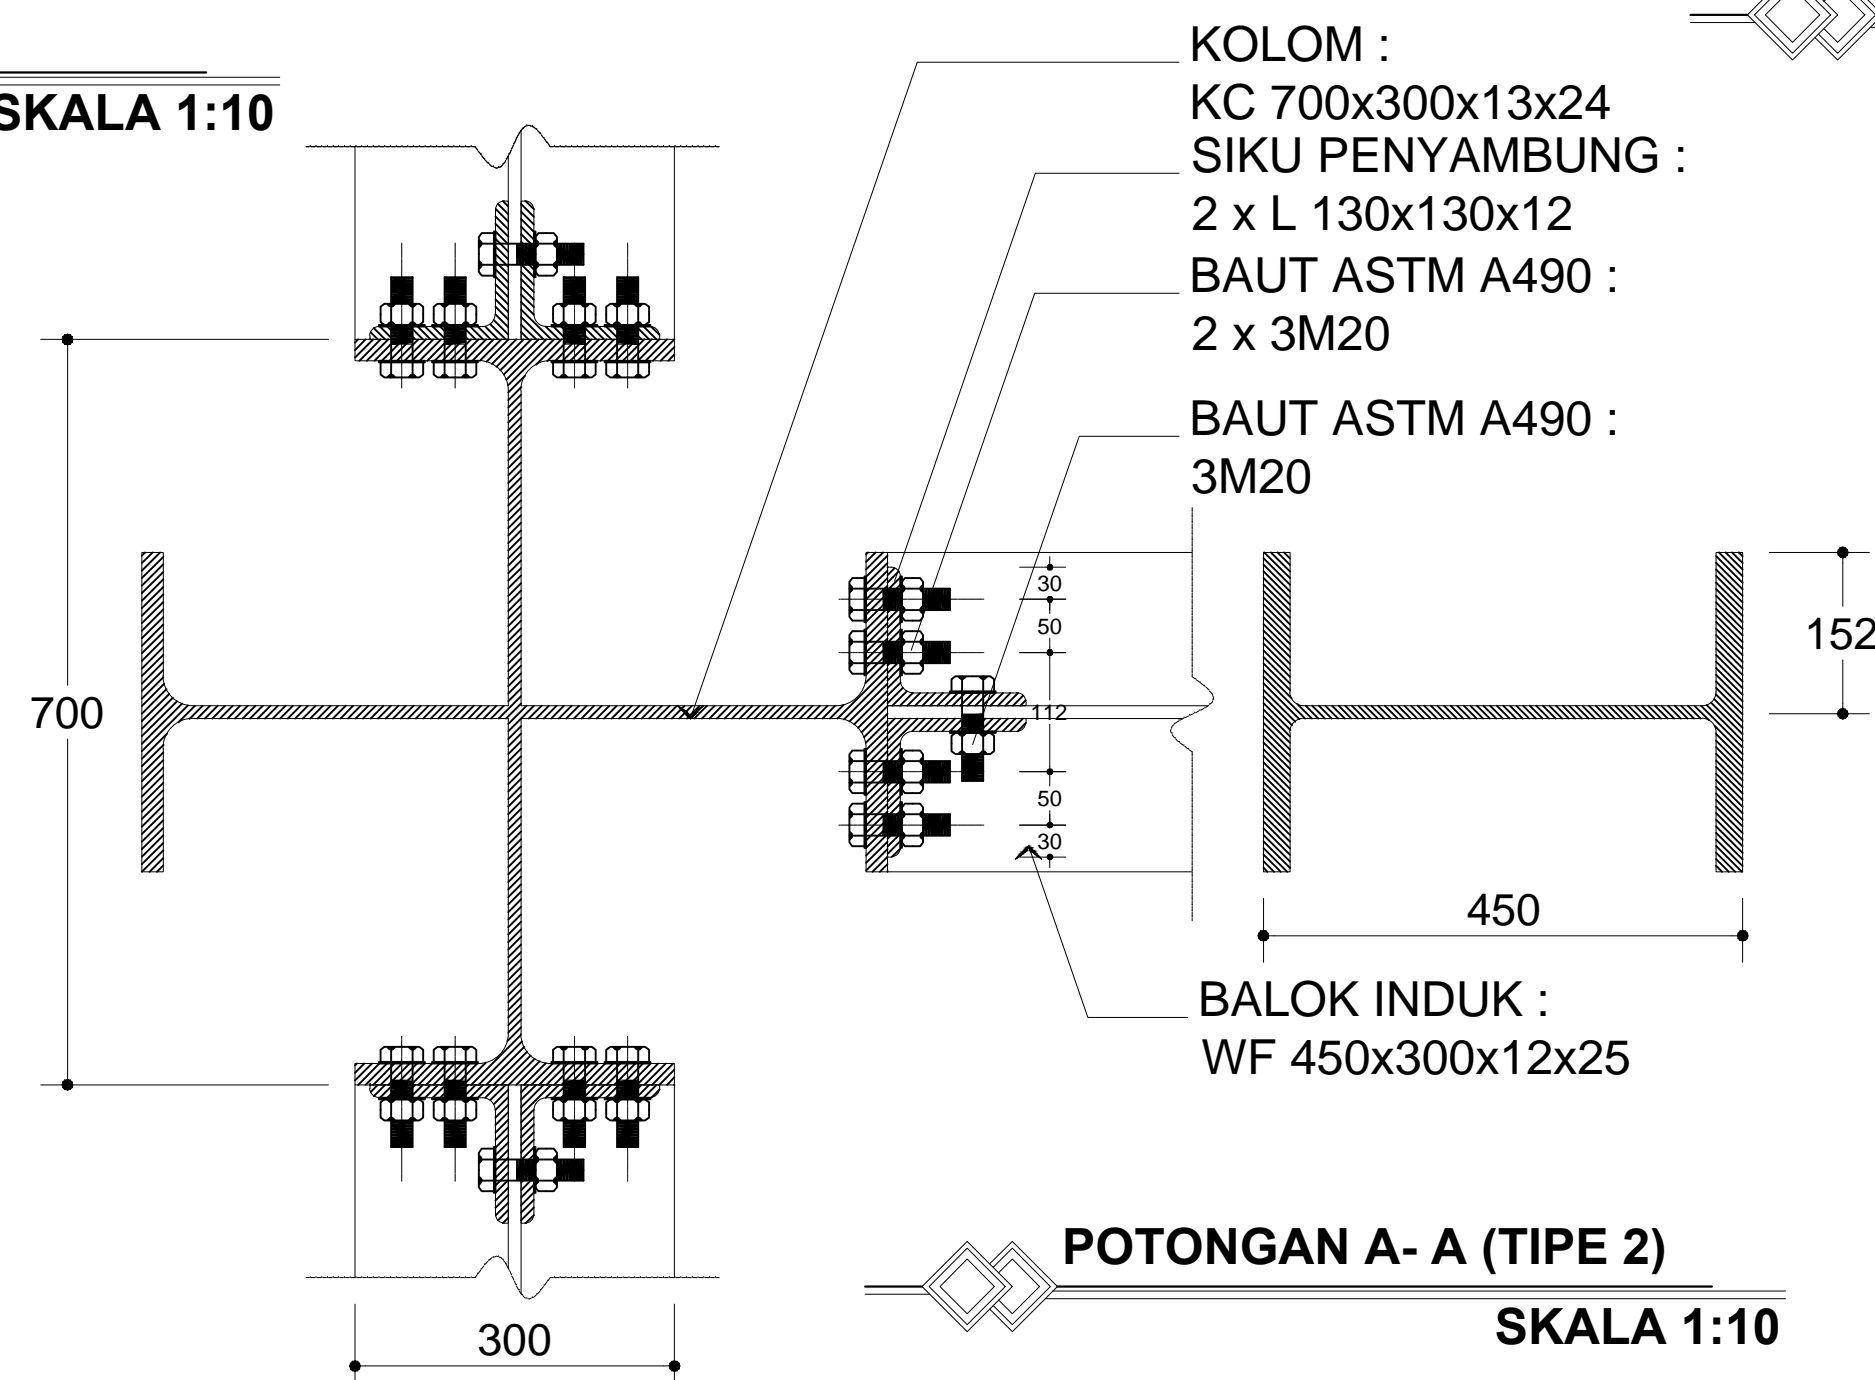 SKALA 1:10
KOLOM :
KC 700x300x13x24
SIKU PENYAMBUNG :
2 x L 130x130x12
BAUT ASTM A490 :
2 x 3M20
BAUT ASTM A490 :
3M20
30
50
112
50
30
152
700
450
BALOK INDUK :
WF 450x300x12x25
300
POTONGAN A- A (TIPE 2)
SKALA 1:10